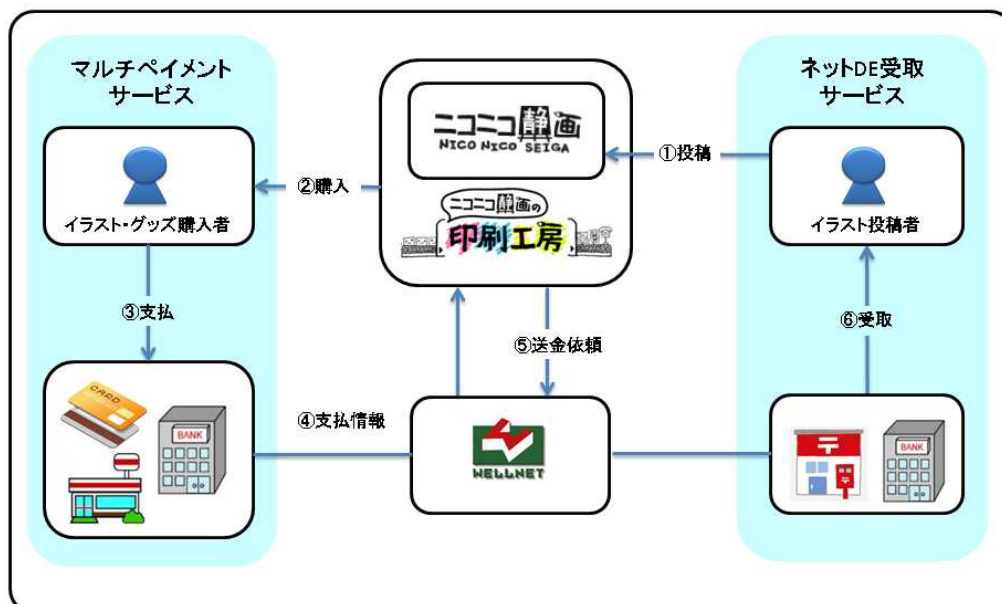 マルチペイメント
サービス
イラスト・グッズ購入者
②購入
ニコニコ静画
NICO NICO SEIGA
ニコニコ静画の
印刷工房
①投稿
ネットDE受取
サービス
イラスト投稿者
③支払
⑤送金依頼
⑥受取
CARD
BANK
④支払情報
WELLNET
〒
BANK